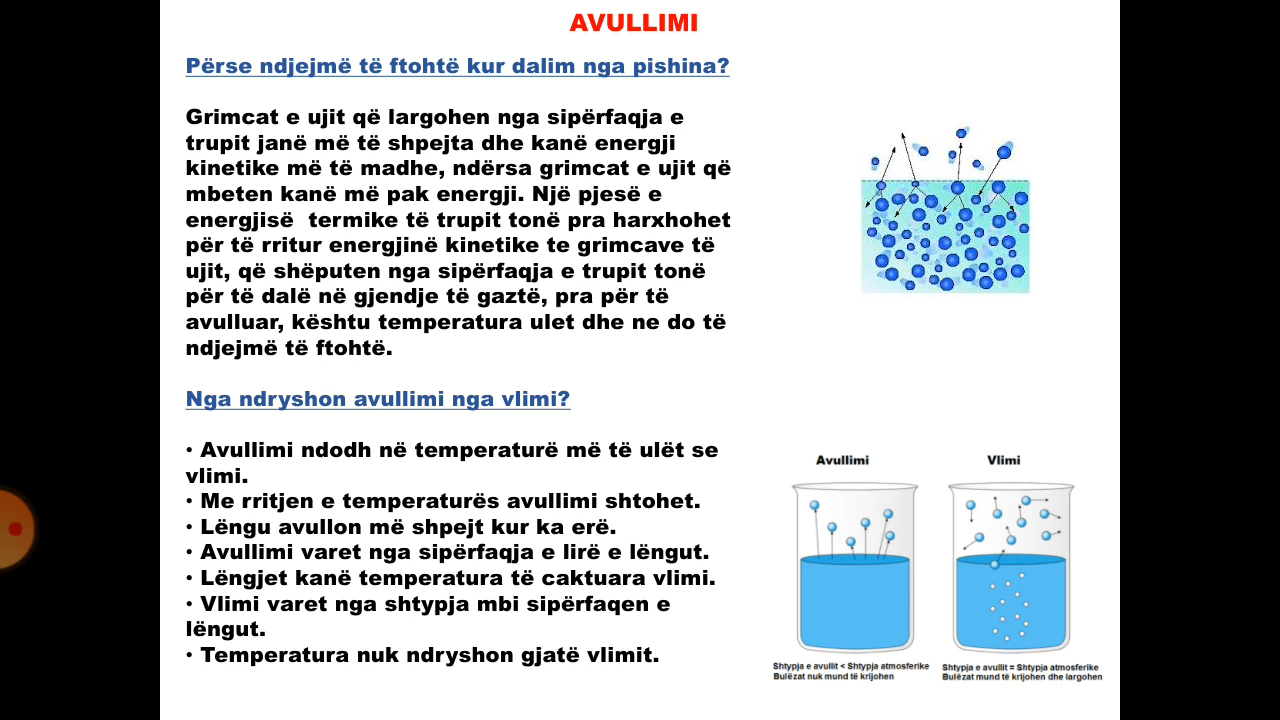 AVULLIMI
Përse ndjejmë të ftohtë kur dalim nga pishina?
Grimcat e ujit që largohen nga sipërfaqja e
trupit janë më të shpejta dhe kanë energji
kinetike më të madhe, ndërsa grimcat e ujit që
mbeten kanë më pak energji. Një pjesë e
energjisë  termike të trupit tonë pra harxhohet
për të rritur energjinë kinetike te grimcave të
ujit, që shëputen nga sipërfaqja e trupit tonë
për të dalë në gjendje të gaztë, pra për të
avulluar, kështu temperatura ulet dhe ne do të
ndjejmë të ftohtë.
Nga ndryshon avullimi nga vlimi?
• Avullimi ndodh në temperaturë më të ulët se
vlimi.
• Me rritjen e temperaturës avullimi shtohet.
• Lëngu avullon më shpejt kur ka erë.
• Avullimi varet nga sipërfaqja e lirë e lëngut.
• Lëngjet kanë temperatura të caktuara vlimi.
• Vlimi varet nga shtypja mbi sipërfaqen e
lëngut.
• Temperatura nuk ndryshon gjatë vlimit.
Avullimi
Vlimi
Shtypja e avullit < Shtypja atmosferike
Bulëzat nuk mund të krijohen
Shtypja e avullit = Shtypja atmosferike
Bulëzat mund të krijohen dhe largohen